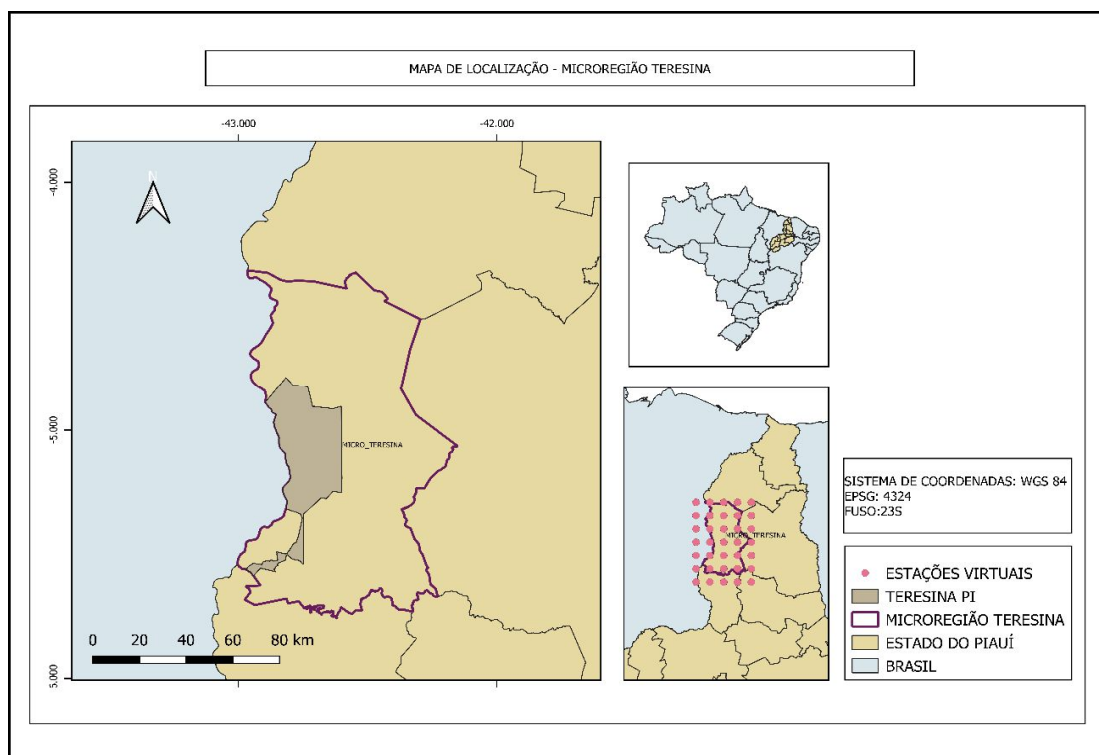 MAPA DE LOCALIZAÇÃO - MICROREGIÃO TERESINA
-43.000
-42.000
-4.000
N
-5.000
MICRO_TERESINA
0 20 40 60 80 km
5.000
MICRO_TERESINA
SISTEMA DE COORDENADAS: WGS 84
EPSG: 4324
FUSO:23S
ESTAÇÕES VIRTUAIS
TERESINA PI
MICROREGIÃO TERESINA
ESTADO DO PIAUÍ
BRASIL